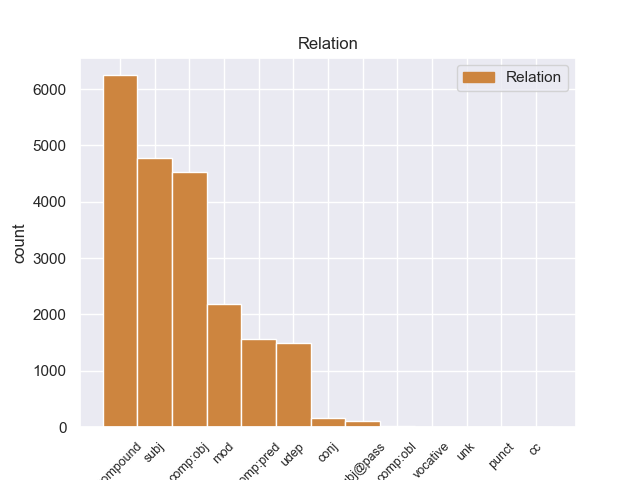 Relation
Relation
count
6000
5000
4000
3000
2000
1000
0
ompound
subj
comp:obj
mod
omp:pred
udep
conj
bj@pass
comp:obl
vocative
unk
punct
cc